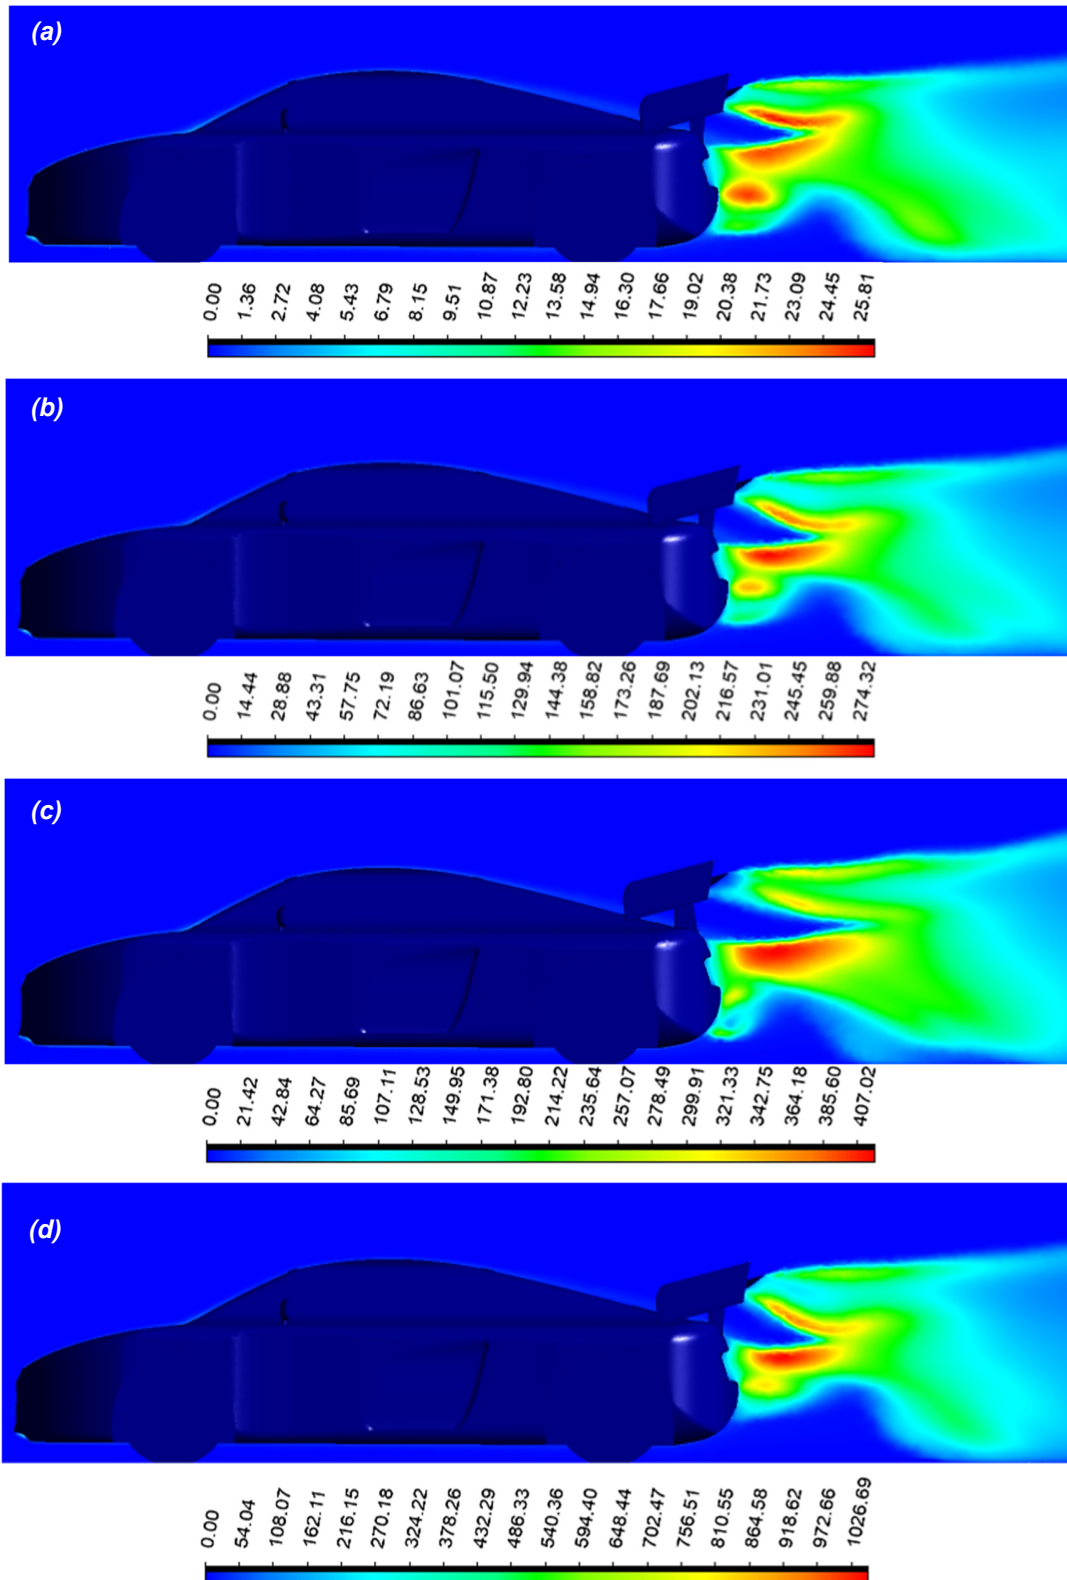 (a)
0.00 1.36 2.72 4.08 5.43 6.79 8.15 9.51 10.87 12.23 13.58 14.94 16.30 17.66 19.02 20.38 21.73 23.09 24.45 25.81
(b)
0.00 14.44 28.88 43.31 57.75 72.19 86.63 101.07 115.50 129.94 144.38 158.82 173.26 187.69 202.13 216.57 231.01 245.45 259.88 274.32
(c)
0.00 21.42 42.84 64.27 85.69 107.11 128.53 149.95 171.38 192.80 214.22 235.64 257.07 278.49 299.91 321.33 342.75 364.18 385.60 407.02
(d)
0.00 54.04 108.07 162.11 216.15 270.18 324.22 378.26 432.29 486.33 540.36 594.40 648.44 702.47 756.51 810.55 864.58 918.62 972.66 1026.69